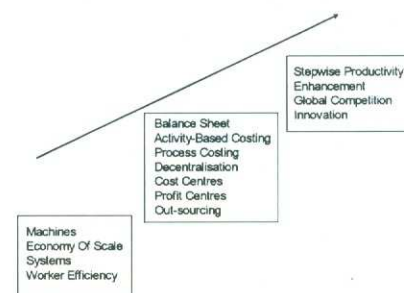 Stepwise Productivity
Enhancement
Global Competition
Innovation
Balance Sheet
Activity-Based Costing
Process Costing
Decentralisation
Cost Centres
Profit Centres
Out-sourcing
Machines
Economy Of Scale
Systems
Worker Efficiency